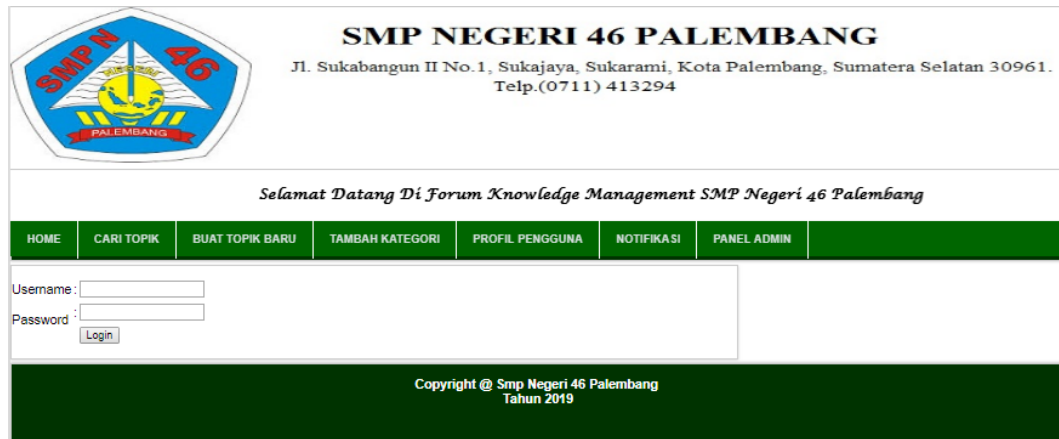 SMPN 46
NEGERI
PALEMBANG
SMP NEGERI 46 PALEMBANG
Jl. Sukabangun II No.1, Sukajaya, Sukarami, Kota Palembang, Sumatera Selatan 30961.
Telp.(0711) 413294
Selamat Datang Di Forum Knowledge Management SMP Negeri 46 Palembang
HOME CARI TOPIK BUAT TOPIK BARU TAMBAH KATEGORI PROFIL PENGGUNA NOTIFIKASI PANEL ADMIN
Username :
Password :
Login
Copyright @ Smp Negeri 46 Palembang
Tahun 2019